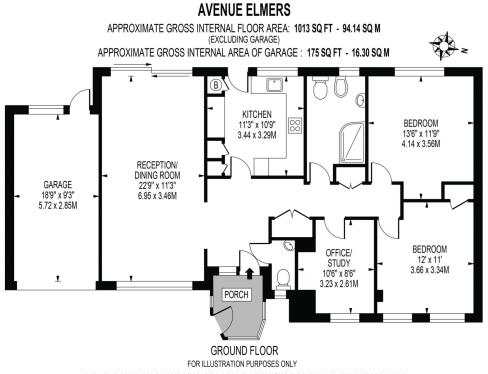 AVENUE ELMERS
APPROXIMATE GROSS INTERNAL FLOOR AREA: 1013 SQ FT - 94.14 SQ M
(EXCLUDING GARAGE)
APPROXIMATE GROSS INTERNAL AREA OF GARAGE : 175 SQ FT - 16.30 SQ M
N
B
KITCHEN
11'3" x 10'9"
3.44 x 3.29M
BEDROOM
13'6" x 11'9"
4.14 x 3.56M
RECEPTION/
DINING ROOM
22'9" x 11'3"
6.95 x 3.46M
GARAGE
18'9" x 9'3"
5.72 x 2.85M
OFFICE/
STUDY
10'6" x 8'6"
3.23 x 2.61M
BEDROOM
12' x 11'
3.66 x 3.34M
PORCH
GROUND FLOOR
FOR ILLUSTRATION PURPOSES ONLY